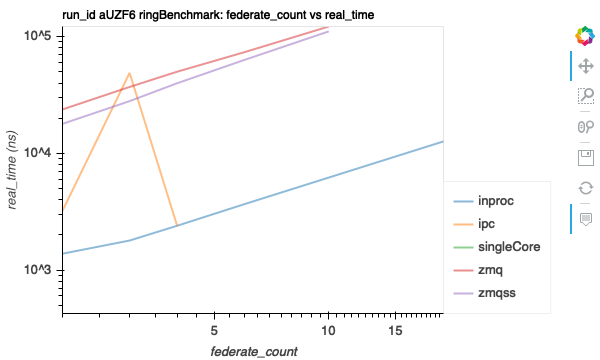 run_id aUZF6 ringBenchmark: federate_count vs real_time
10^5
10^4
10^3
real_time (ns)
5
10
15
federate_count
inproc
ipc
singleCore
zmq
zmqss